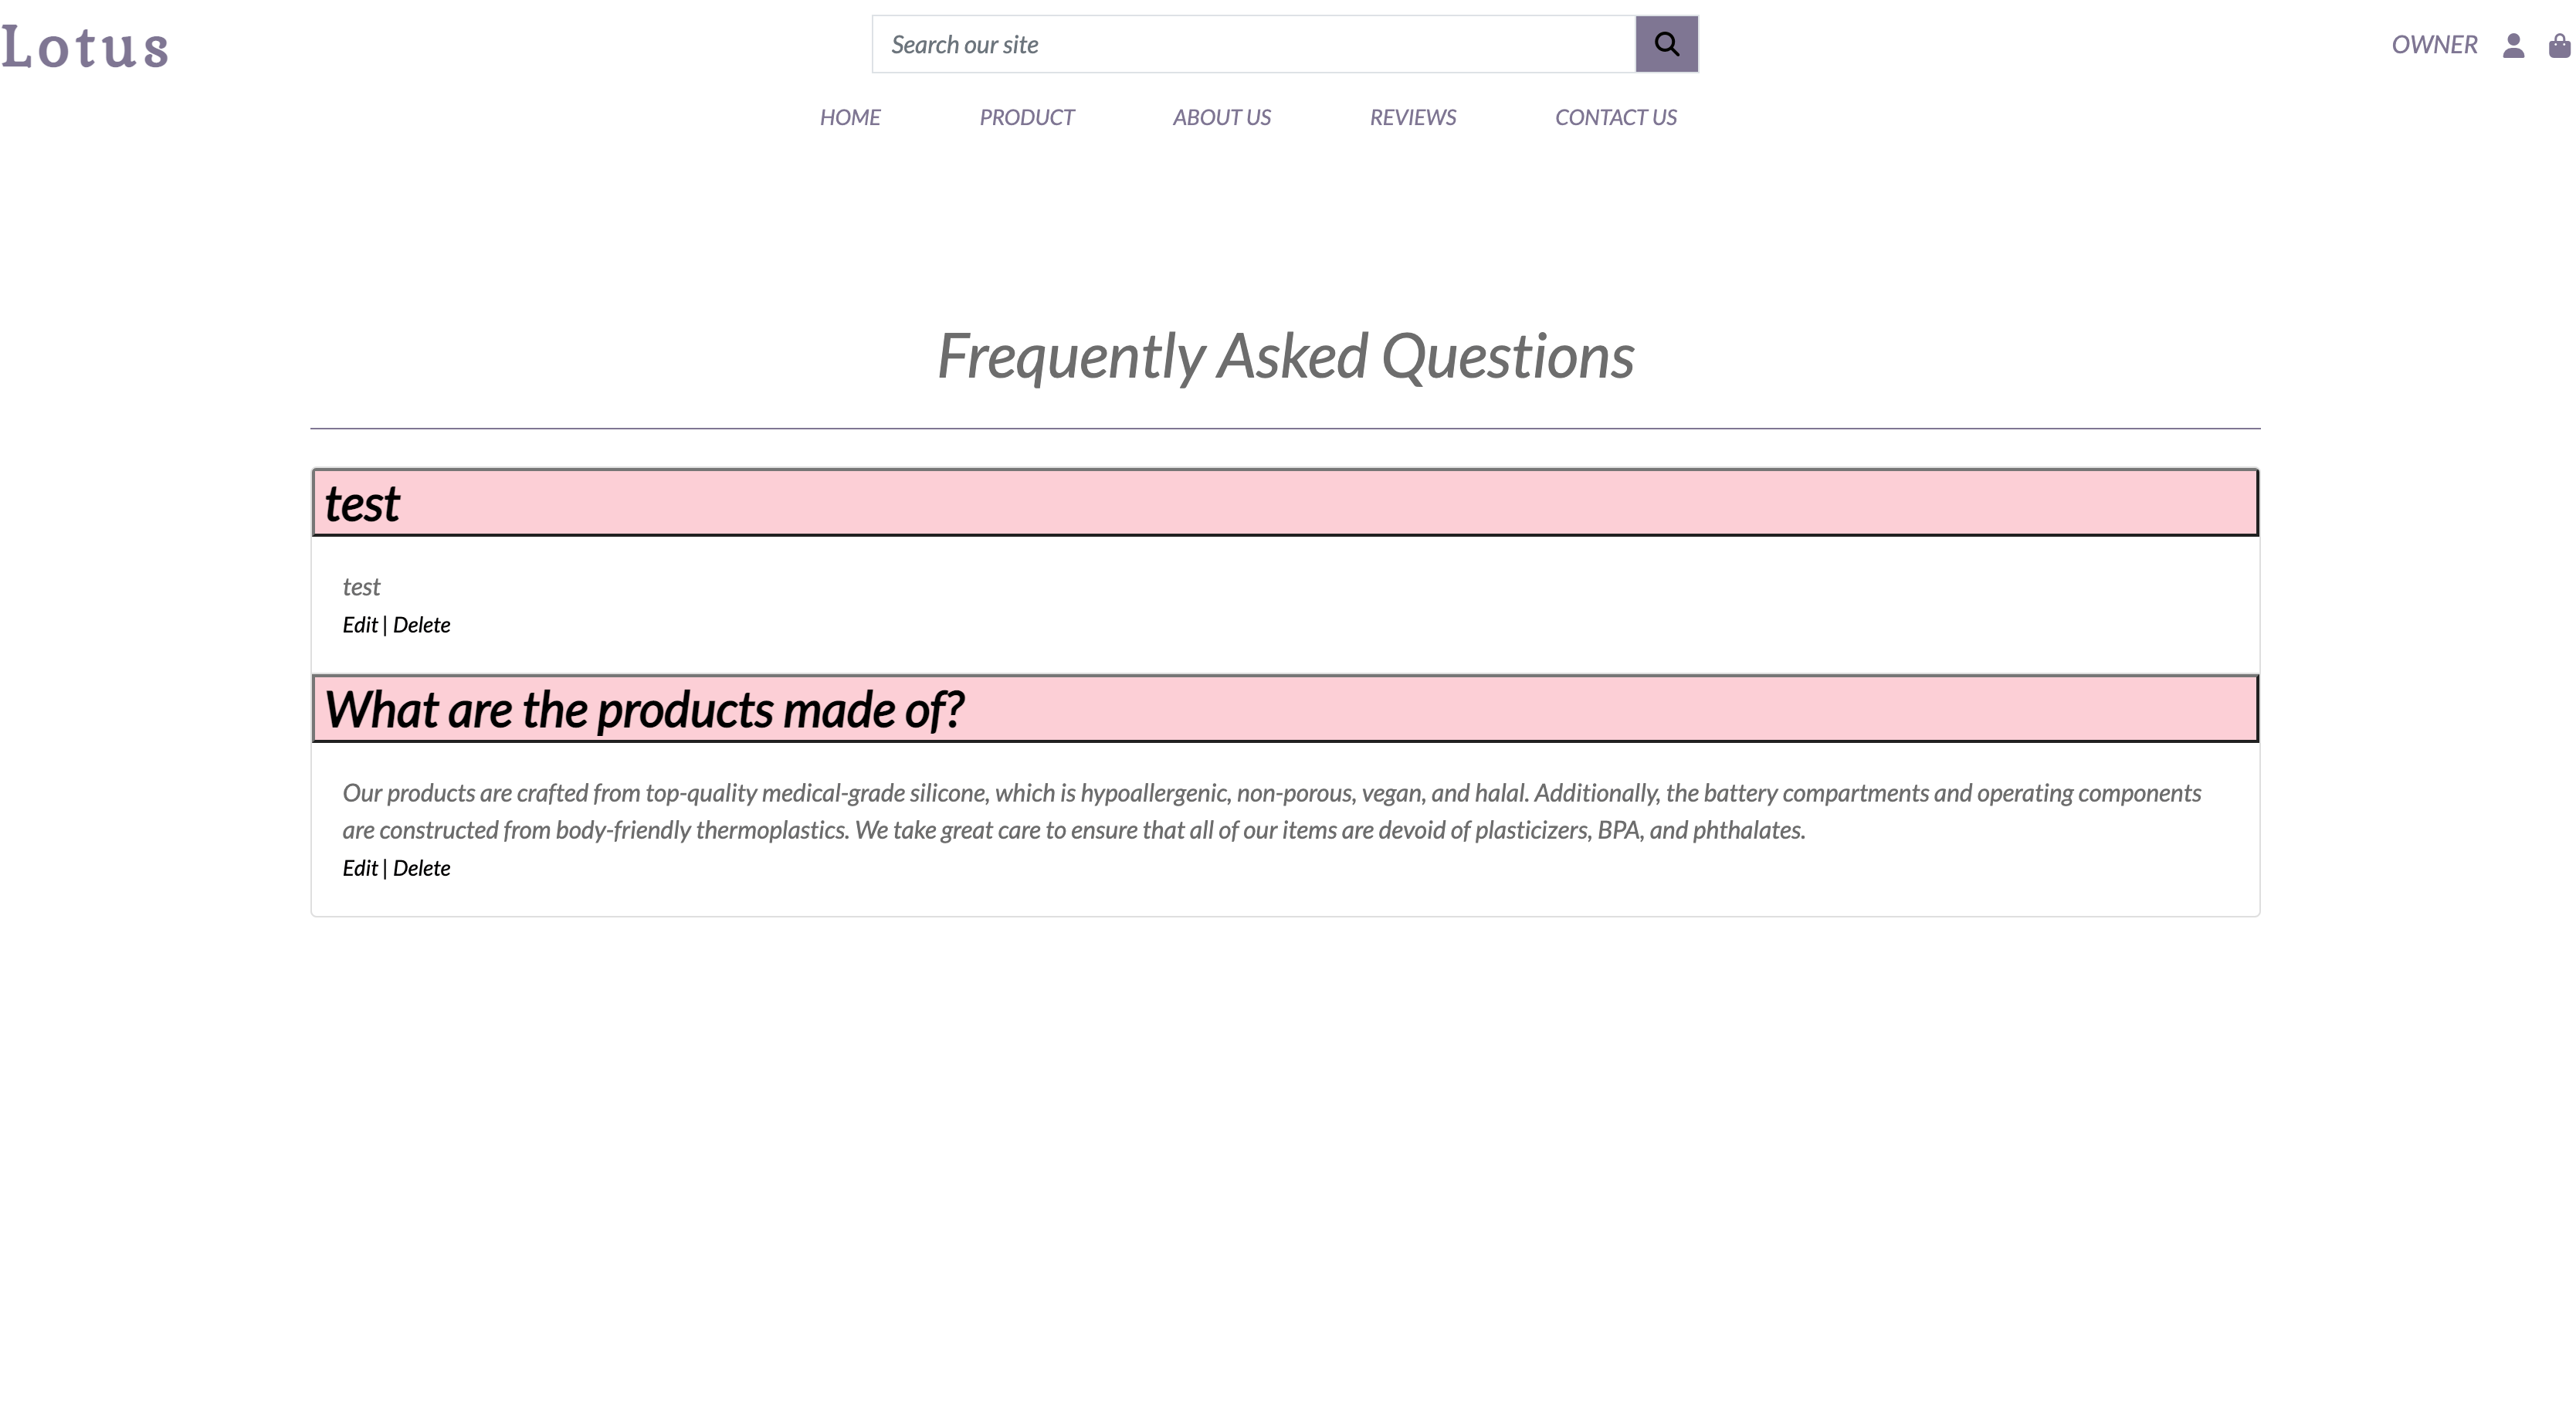 Lotus
Search our site
OWNER
HOME PRODUCT ABOUT US REVIEWS CONTACT US
Frequently Asked Questions
test
test
Edit | Delete
What are the products made of?
Our products are crafted from top-quality medical-grade silicone, which is hypoallergenic, non-porous, vegan, and halal. Additionally, the battery compartments and operating components
are constructed from body-friendly thermoplastics. We take great care to ensure that all of our items are devoid of plasticizers, BPA, and phthalates.
Edit | Delete